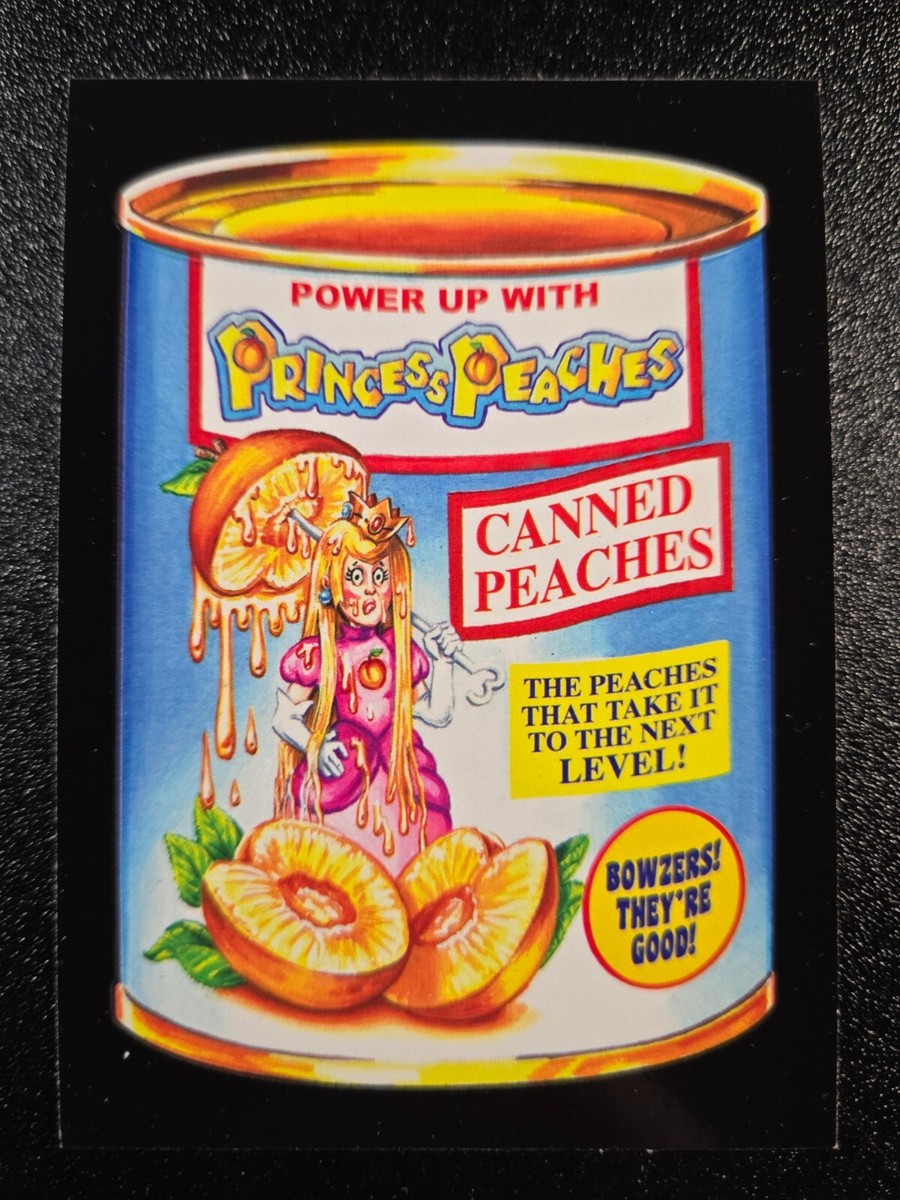 POWER UP WITH
PRINCESS PEACHES
CANNED
PEACHES
THE PEACHES
THAT TAKE IT
TO THE NEXT
LEVEL!
BOWZERS!
THEY'RE
GOOD!